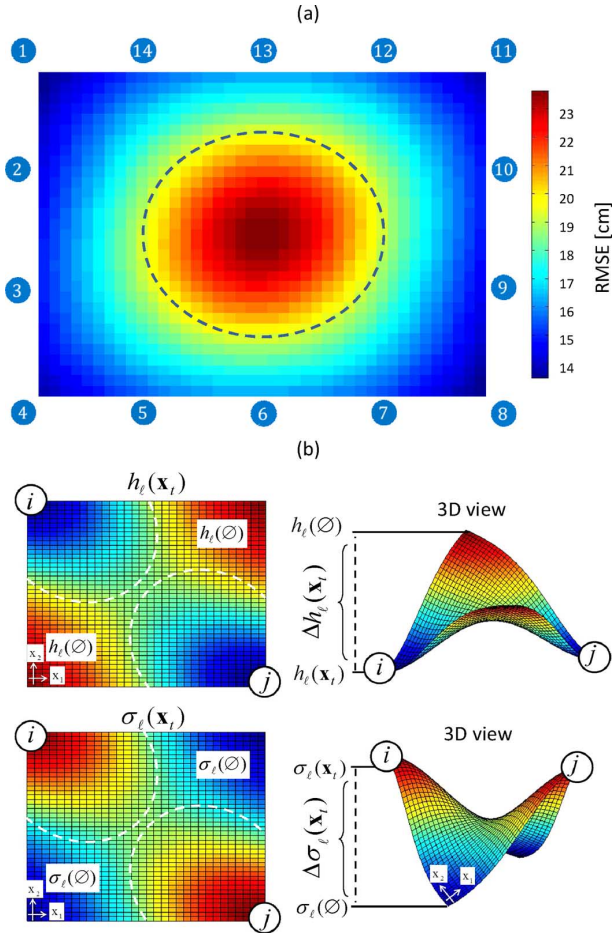 (a)
1 14 13 12 11
2 10
3 9
4 5 6 7 8
23
22
21
20
19
18
17
16
15
14
RMSE [cm]
(b)
hℓ(xₜ)
i
hℓ(∅)
hℓ(∅)
x₂
x₁
j
3D view
hℓ(∅)
Δhℓ(xₜ)
hℓ(xₜ)
i
j
σℓ(xₜ)
i
σℓ(∅)
σℓ(∅)
x₂
x₁
j
3D view
σℓ(xₜ)
Δσℓ(xₜ)
σℓ(∅)
i
j
x₂
x₁